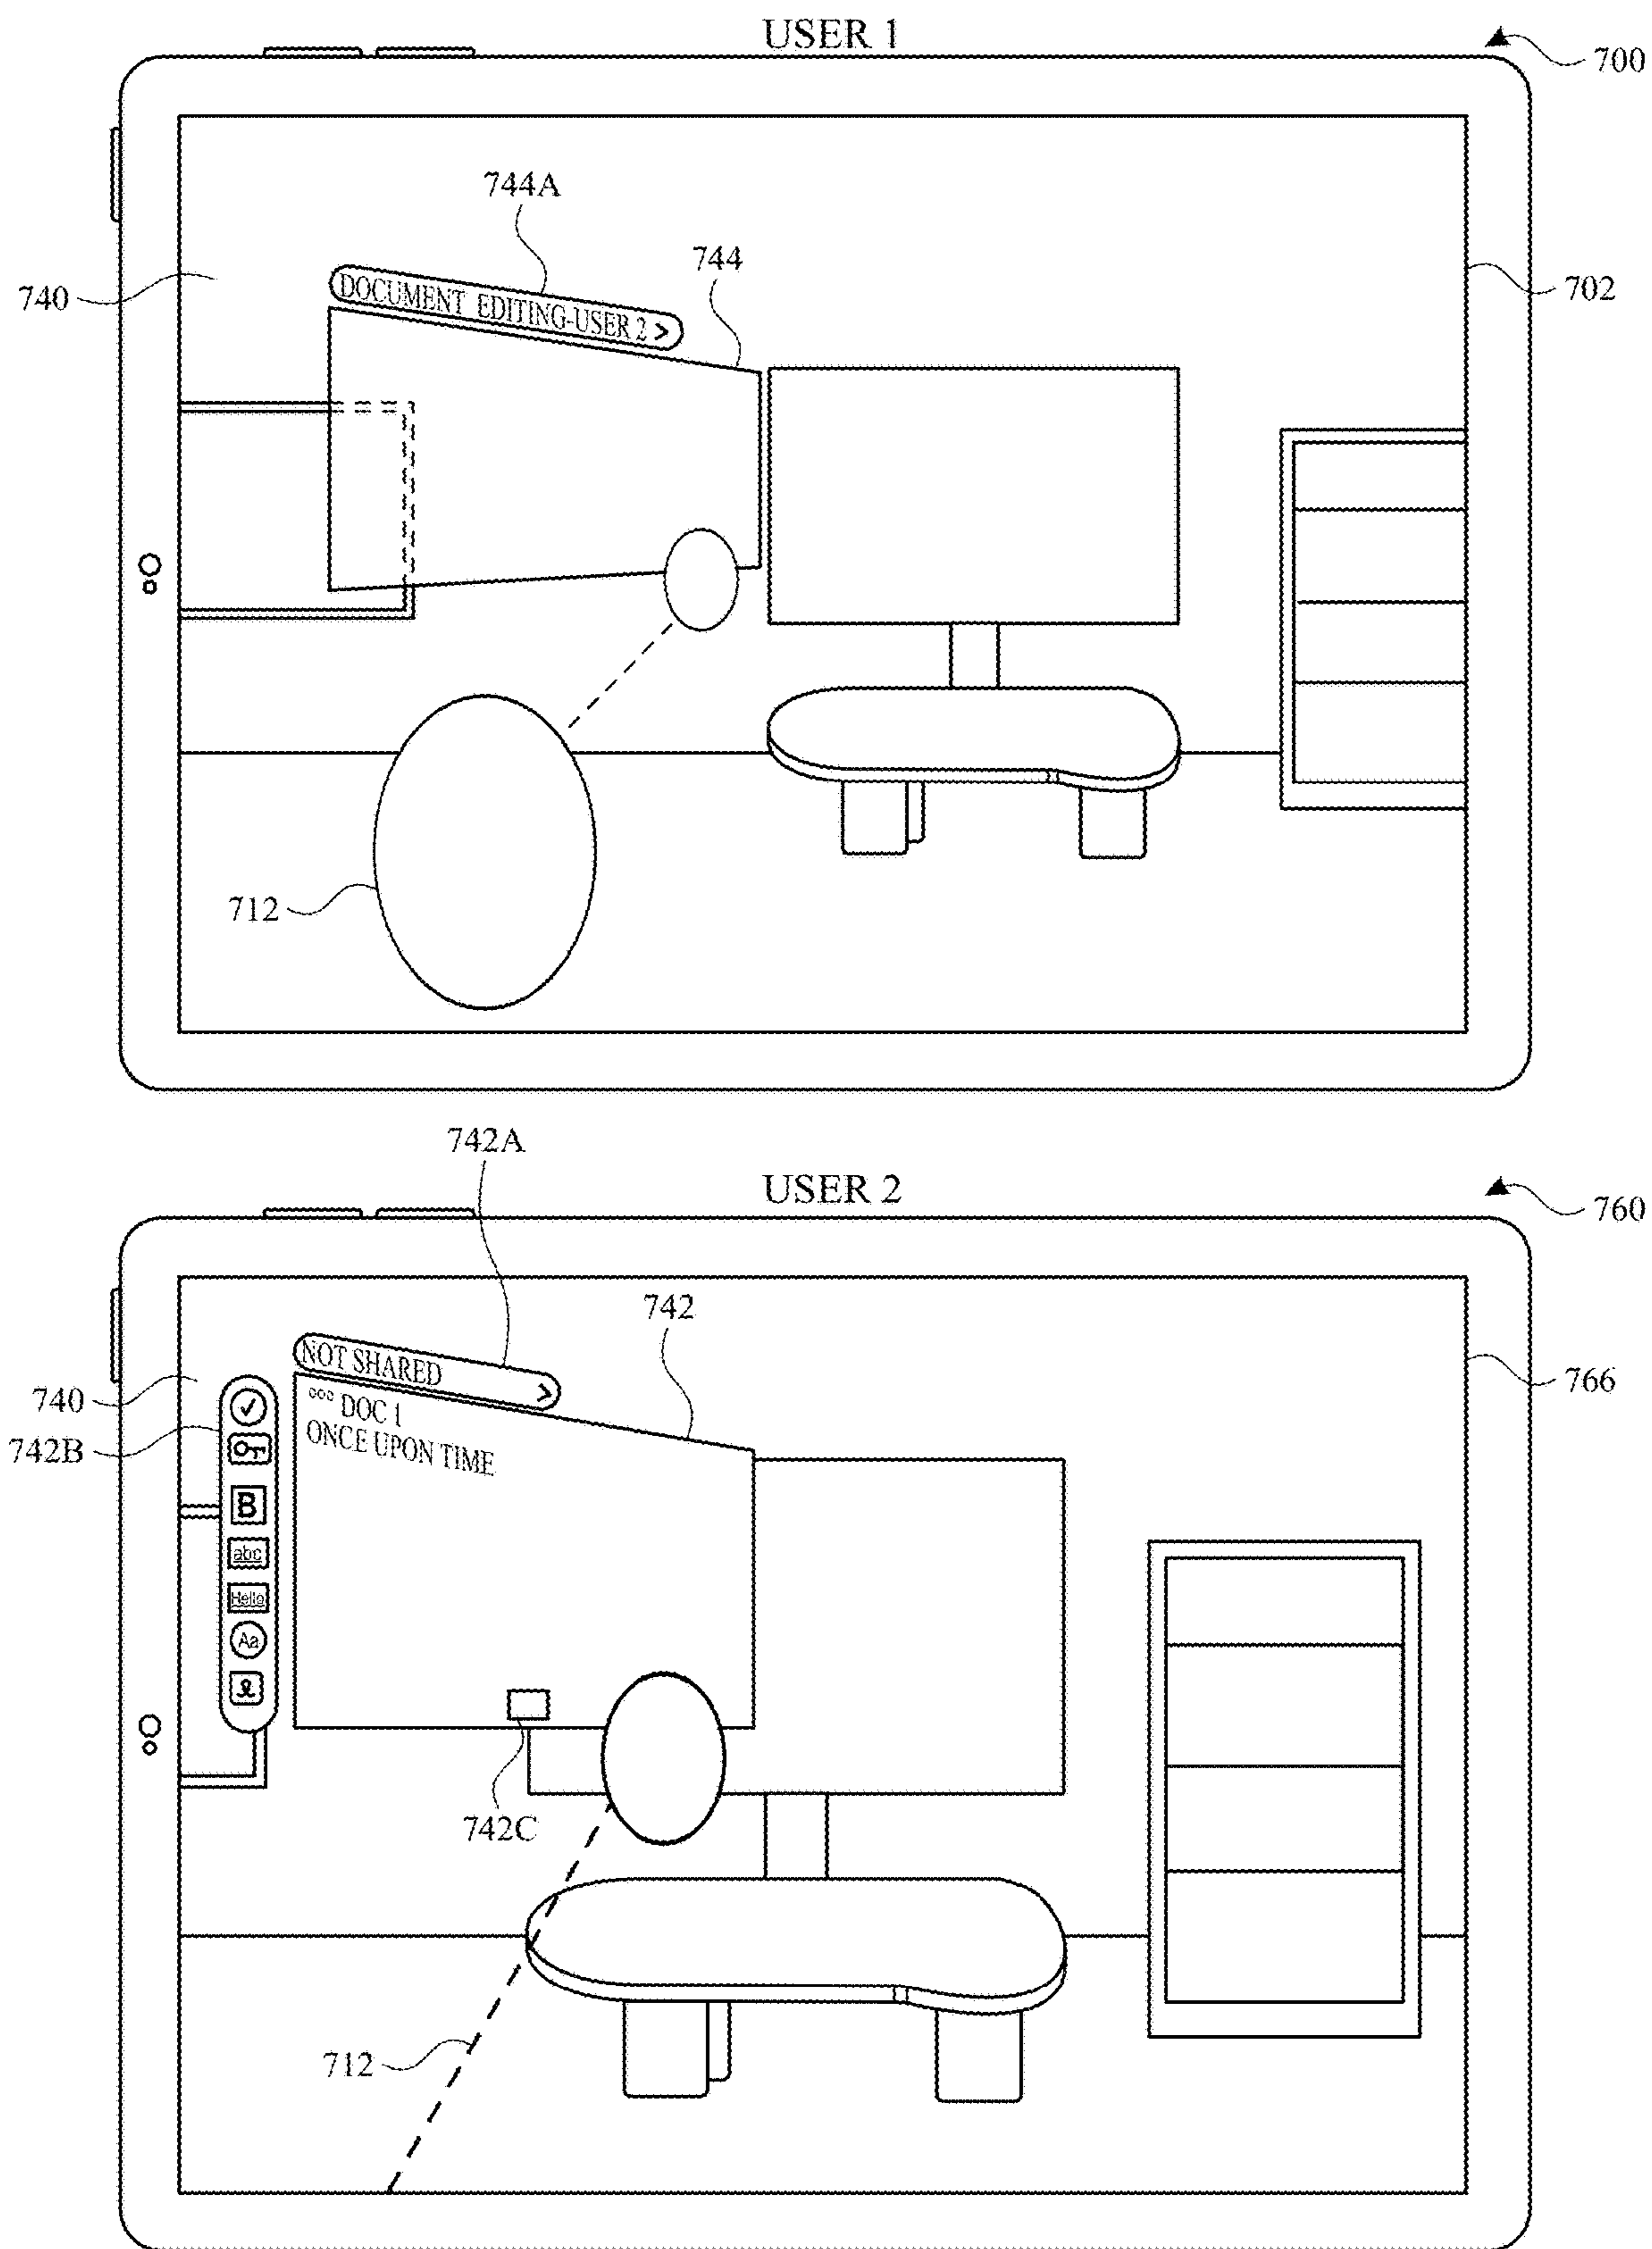 USER 1
700
744A
744
740
DOCUMENT EDITING-USER 2 >
702
712
742A
USER 2
760
742
NOT SHARED >
740
766
742B
°°° DOC 1
ONCE UPON TIME
B
abc
Hello
Aa
742C
712